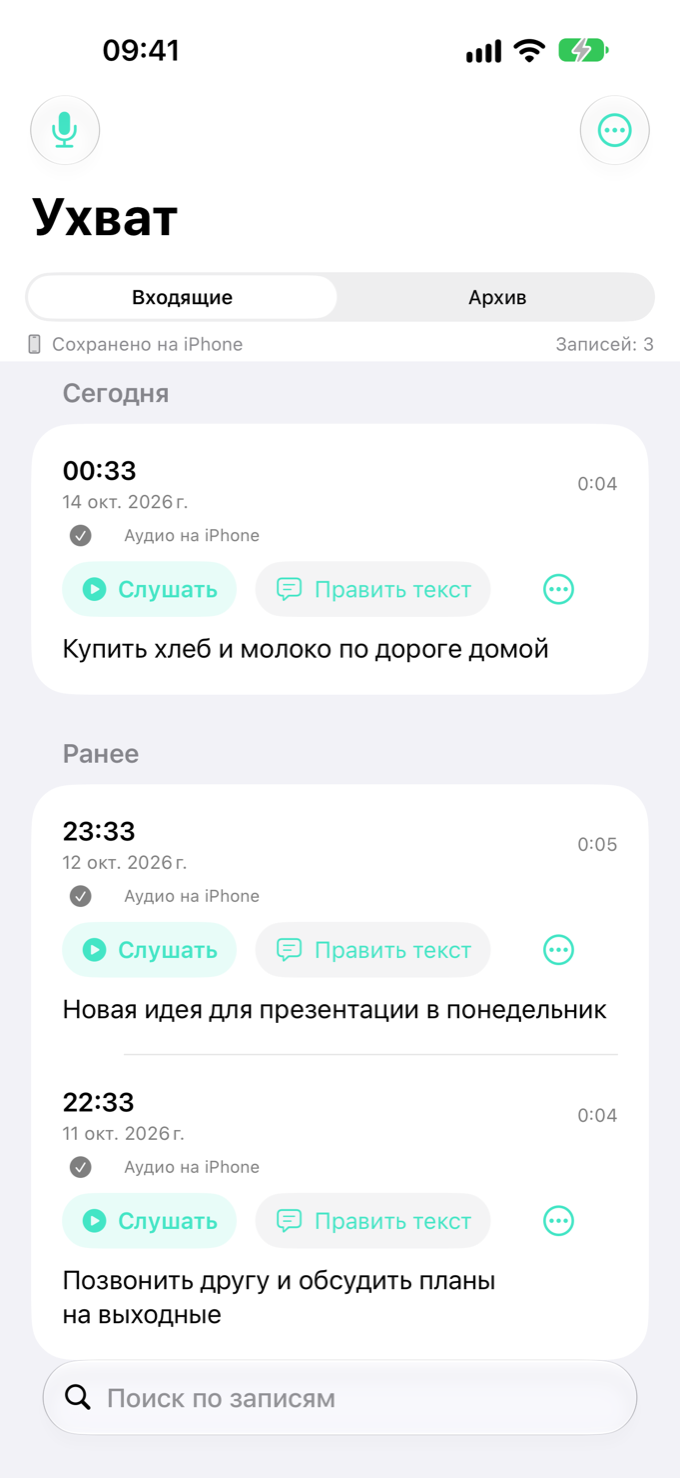 09:41
Ухват
Входящие
Архив
Сохранено на iPhone
Записей: 3
Сегодня
00:33
0:04
14 окт. 2026 г.
Аудио на iPhone
Слушать
Править текст
Купить хлеб и молоко по дороге домой
Ранее
23:33
0:05
12 окт. 2026 г.
Аудио на iPhone
Слушать
Править текст
Новая идея для презентации в понедельник
22:33
0:04
11 окт. 2026 г.
Аудио на iPhone
Слушать
Править текст
Позвонить другу и обсудить планы
на выходные
Поиск по записям